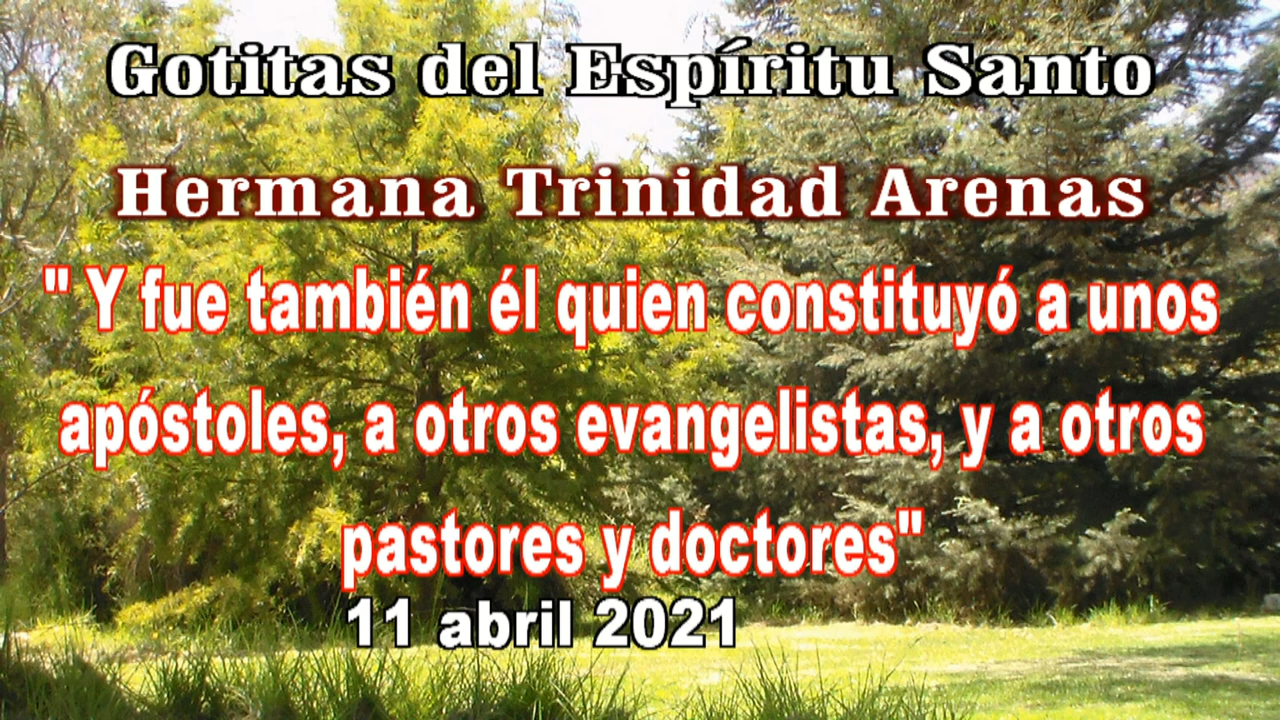 Gotitas del Espíritu Santo
Hermana Trinidad Arenas
" Y fue también él quien constituyó a unos
apóstoles, a otros evangelistas, y a otros
pastores y doctores"
11 abril 2021